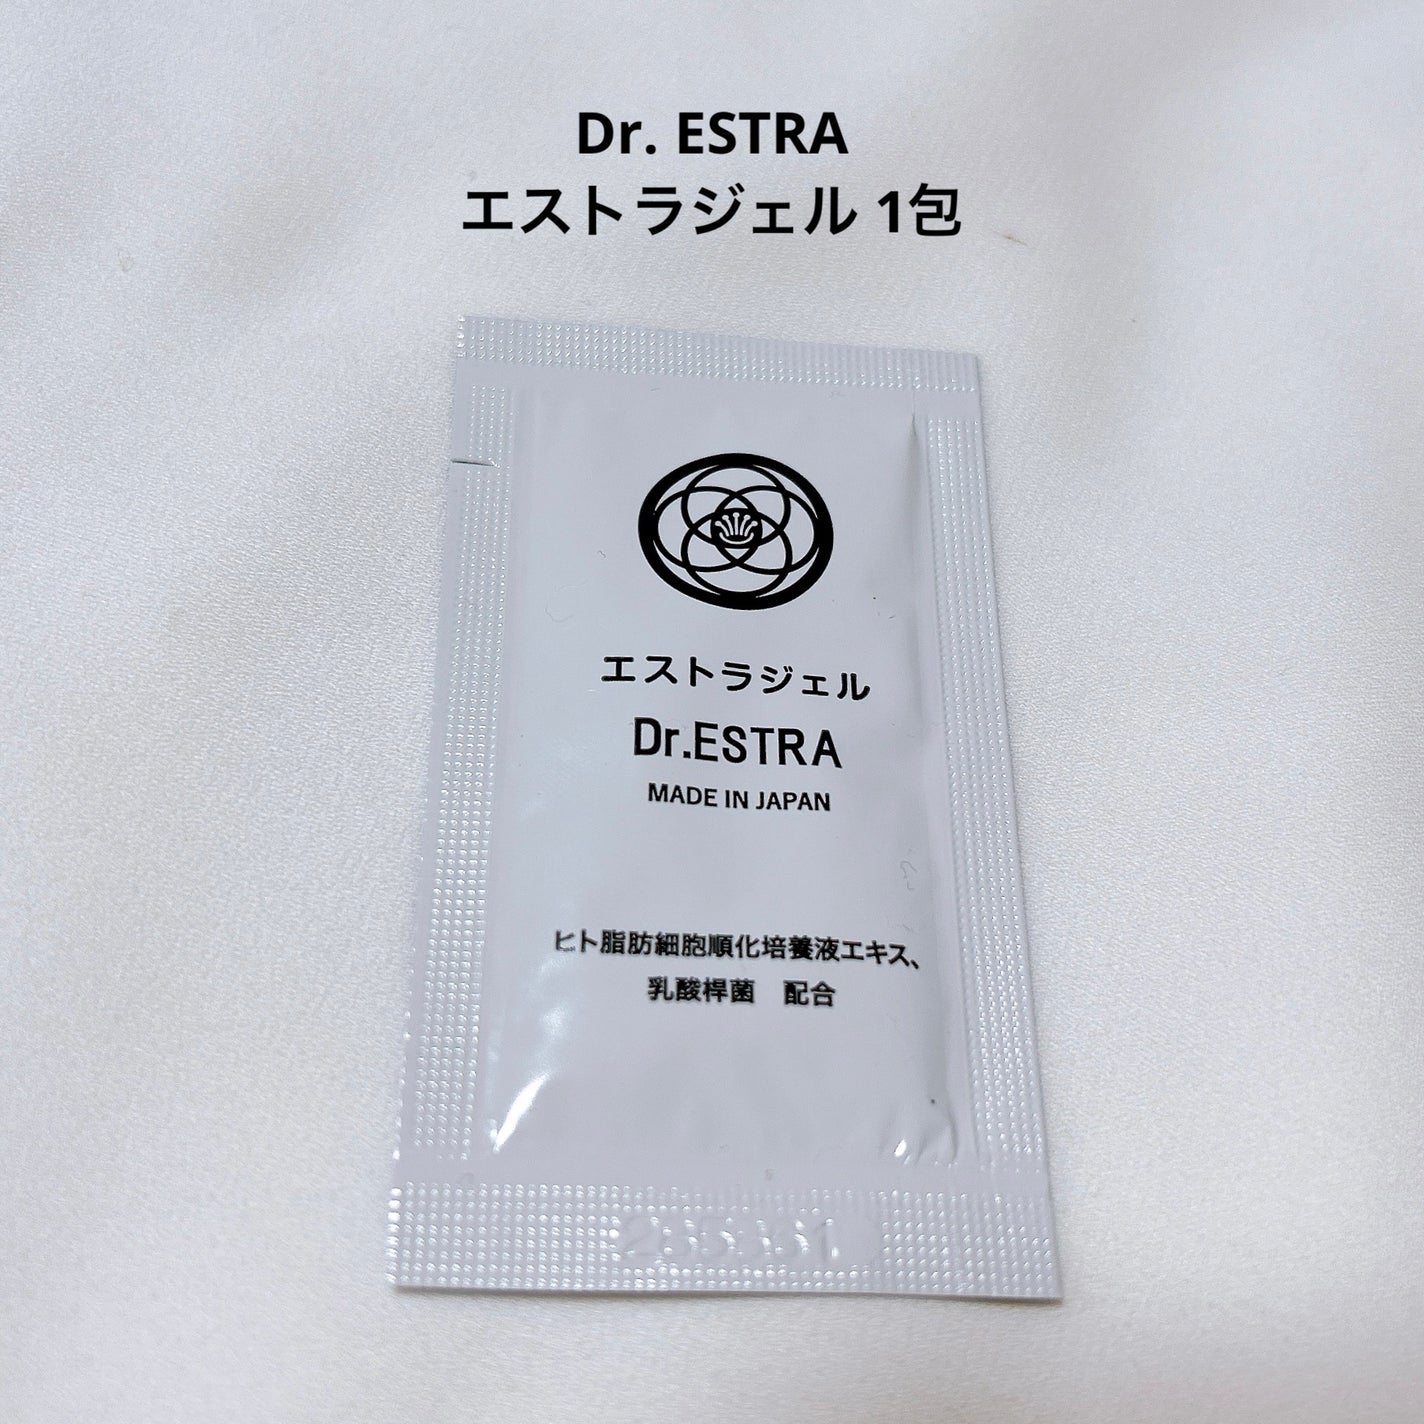 Dr. ESTRA
エストラジェル 1包
エストラジェル
Dr.ESTRA
MADE IN JAPAN
ヒト脂肪細胞順化培養液エキス、
乳酸桿菌　配合